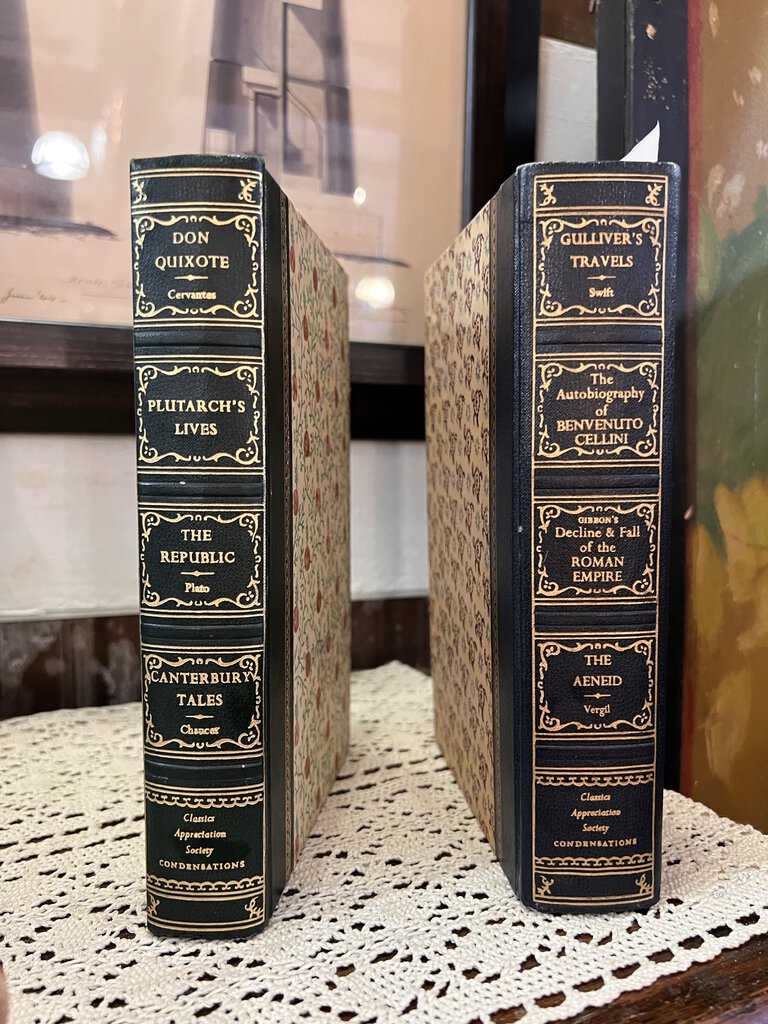 DON
QUIXOTE
Cervantes
PLUTARCH'S
LIVES
THE
REPUBLIC
Plato
CANTERBURY
TALES
Chaucer
Classics
Appreciation
Society
CONDENSATIONS
GULLIVER'S
TRAVELS
Swift
The
Autobiography
of
BENVENUTO
CELLINI
GIBBON'S
Decline & Fall
of the
ROMAN
EMPIRE
THE
AENEID
Vergil
Classics
Appreciation
Society
CONDENSATIONS